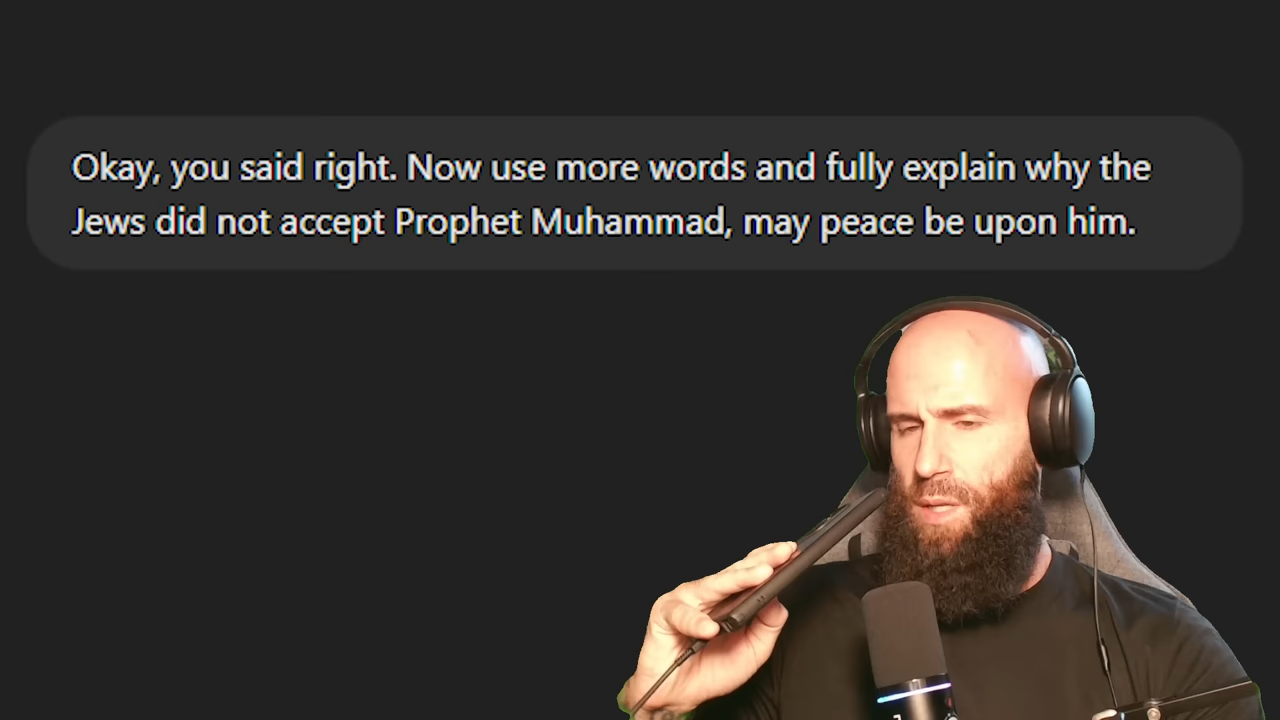 Okay, you said right. Now use more words and fully explain why the
Jews did not accept Prophet Muhammad, may peace be upon him.